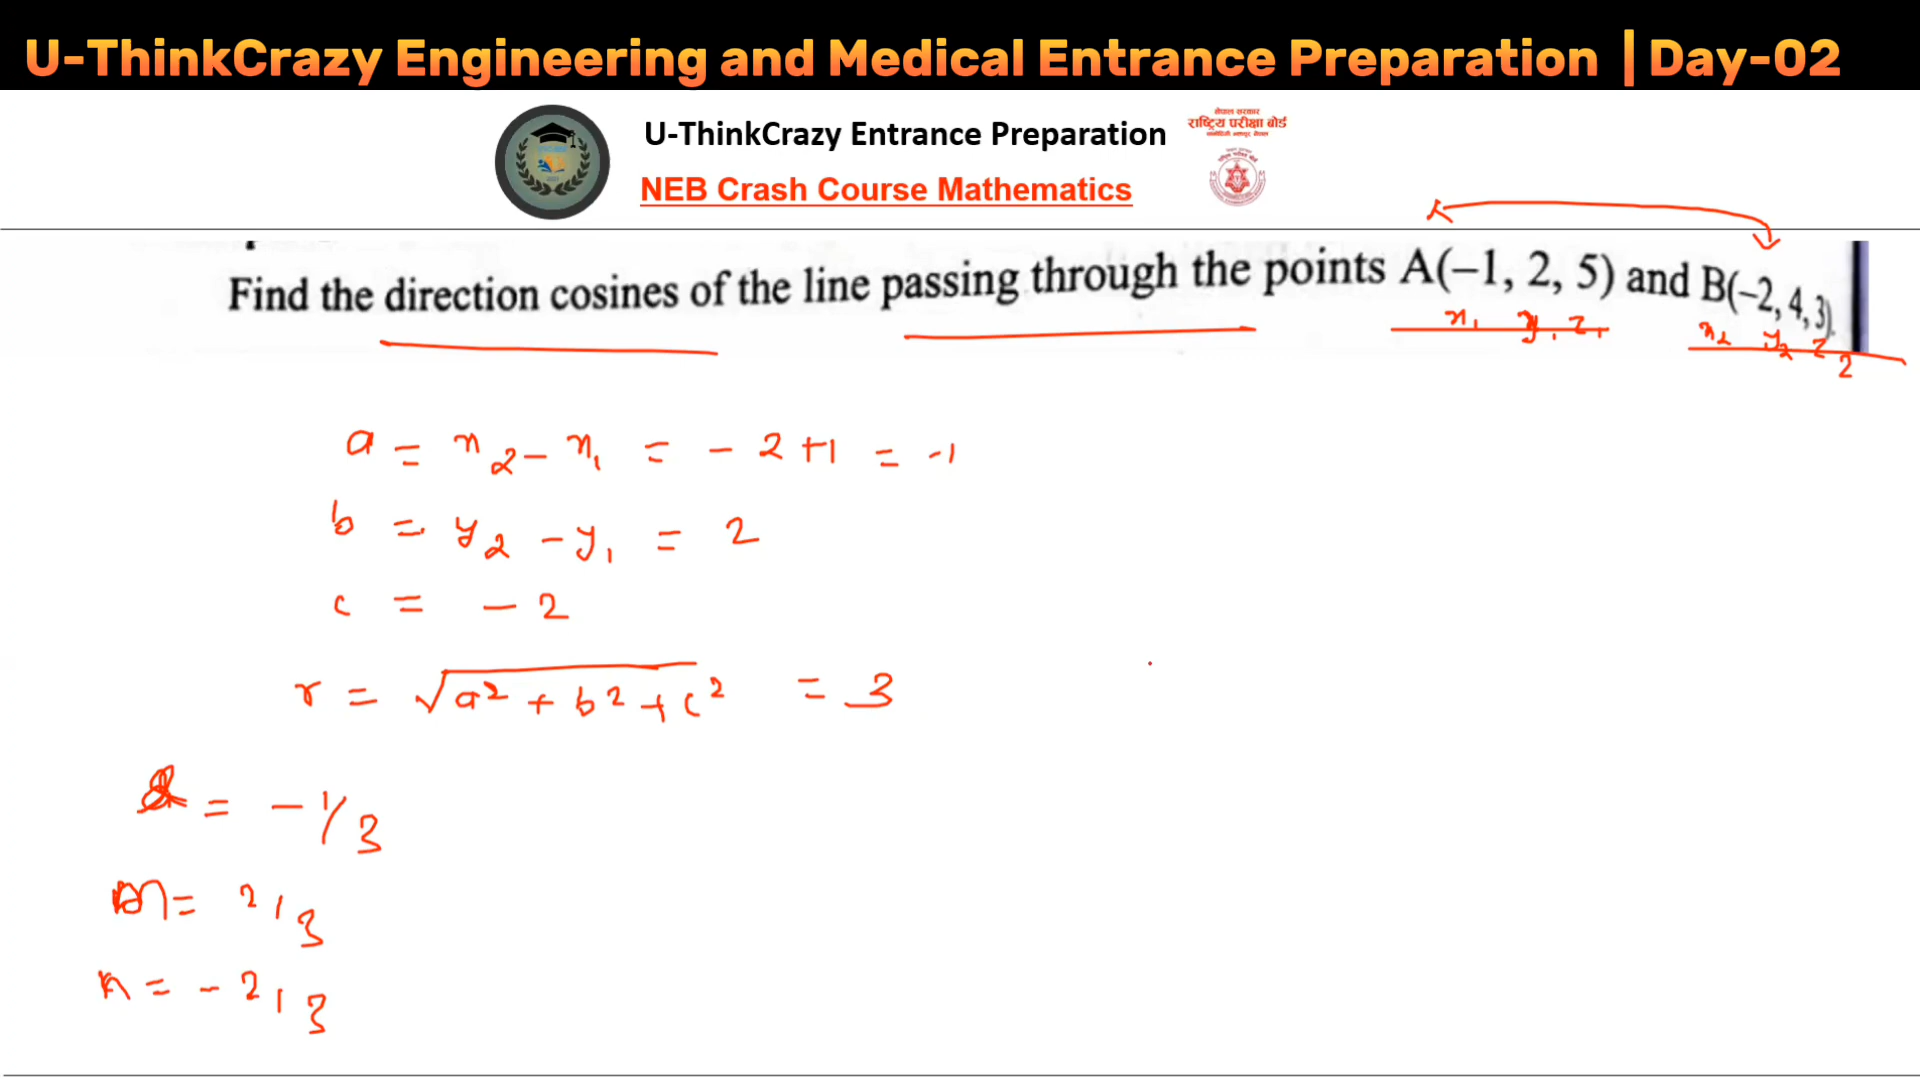 U-ThinkCrazy Engineering and Medical Entrance Preparation | Day-02
U-ThinkCrazy Entrance Preparation
NEB Crash Course Mathematics
नेपाल सरकार
राष्ट्रिय परीक्षा बोर्ड
Find the direction cosines of the line passing through the points A(–1, 2, 5) and B(–2, 4, 3).
x₁ y₁ z₁ x₂ y₂ z₂
a = x₂ - x₁ = - 2 + 1 = -1
b = y₂ - y₁ = 2
c = - 2
r = √a² + b² + c² = 3
l = - 1/3
m = 2/3
n = - 2/3